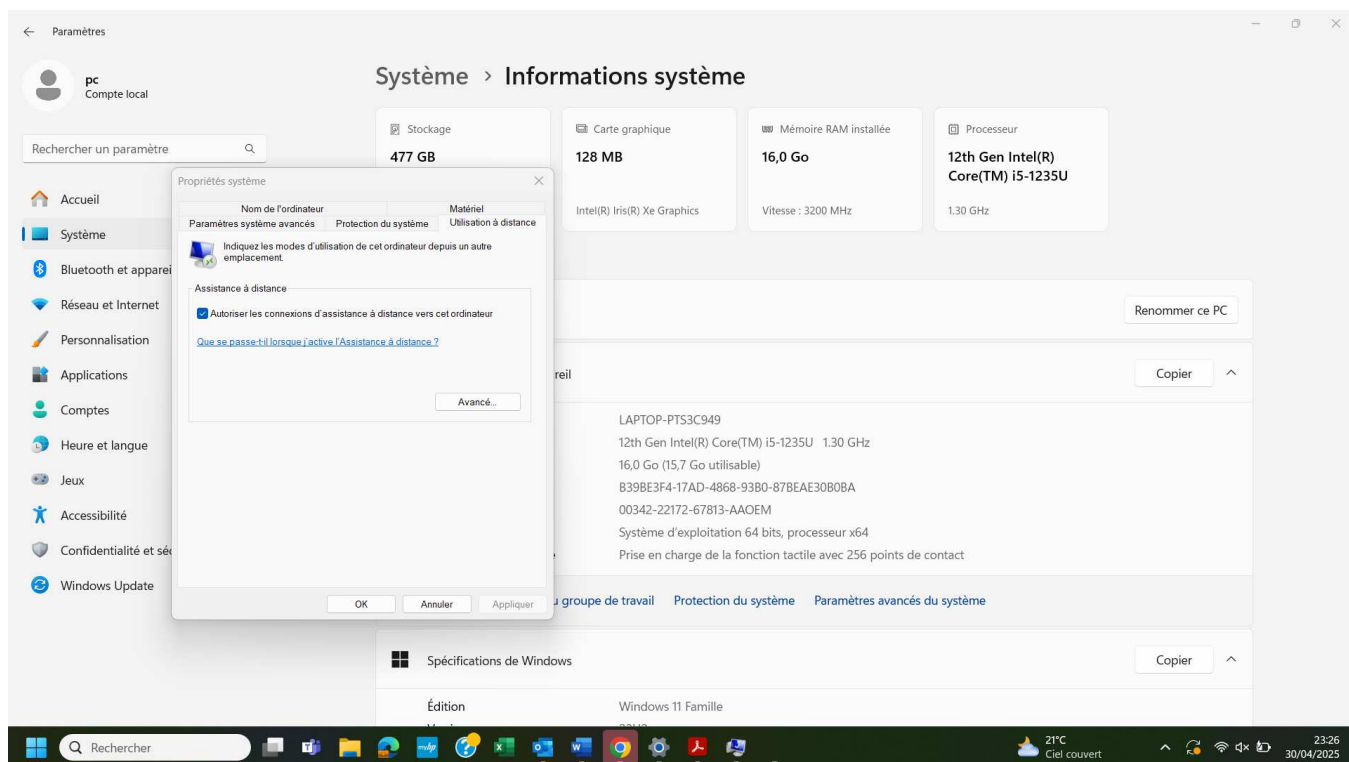 Paramètres
pc
Compte local
Rechercher un paramètre
Accueil
Système
Bluetooth et apparei
Réseau et Internet
Personnalisation
Applications
Comptes
Heure et langue
Jeux
Accessibilité
Confidentialité et sé
Windows Update
Système > Informations système
Stockage
477 GB
Carte graphique
128 MB
Intel(R) Iris(R) Xe Graphics
Mémoire RAM installée
16,0 Go
Vitesse : 3200 MHz
Processeur
12th Gen Intel(R)
Core(TM) i5-1235U
1.30 GHz
Propriétés système
Nom de l'ordinateur
Matériel
Paramètres système avancés
Protection du système
Utilisation à distance
Indiquez les modes d'utilisation de cet ordinateur depuis un autre
emplacement.
Assistance à distance
Autoriser les connexions d'assistance à distance vers cet ordinateur
Que se passe-t-il lorsque j'active l'Assistance à distance ?
Avancé...
OK
Annuler
Appliquer
Renommer ce PC
reil
Copier
LAPTOP-PTS3C949
12th Gen Intel(R) Core(TM) i5-1235U 1.30 GHz
16,0 Go (15,7 Go utilisable)
B39BE3F4-17AD-4868-93B0-87BEAE30B0BA
00342-22172-67813-AAOEM
Système d'exploitation 64 bits, processeur x64
Prise en charge de la fonction tactile avec 256 points de contact
groupe de travail
Protection du système
Paramètres avancés du système
Spécifications de Windows
Copier
Édition
Windows 11 Famille
Rechercher
21°C
Ciel couvert
23:26
30/04/2025